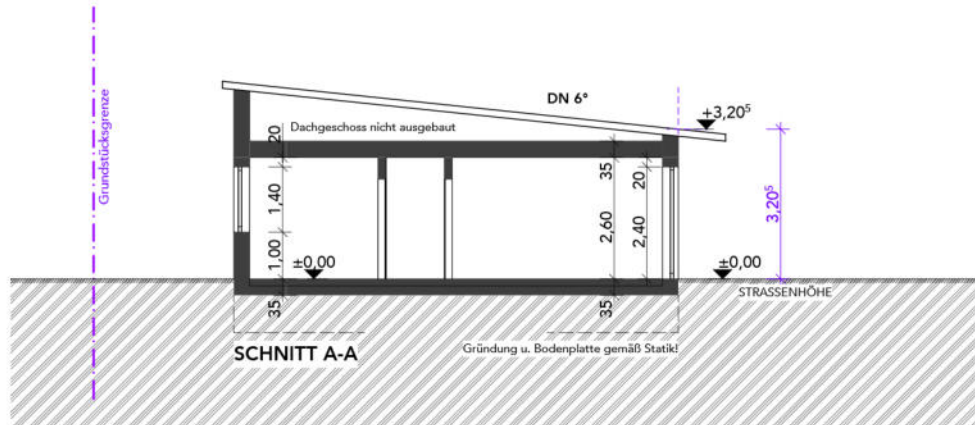 Grundstücksgrenze
DN 6°
+3,20⁵
Dachgeschoss nicht ausgebaut
20
1,40
1,00
35
±0,00
35
2,60
35
20
2,40
3,20⁵
±0,00
STRASSENHÖHE
SCHNITT A-A
Gründung u. Bodenplatte gemäß Statik!